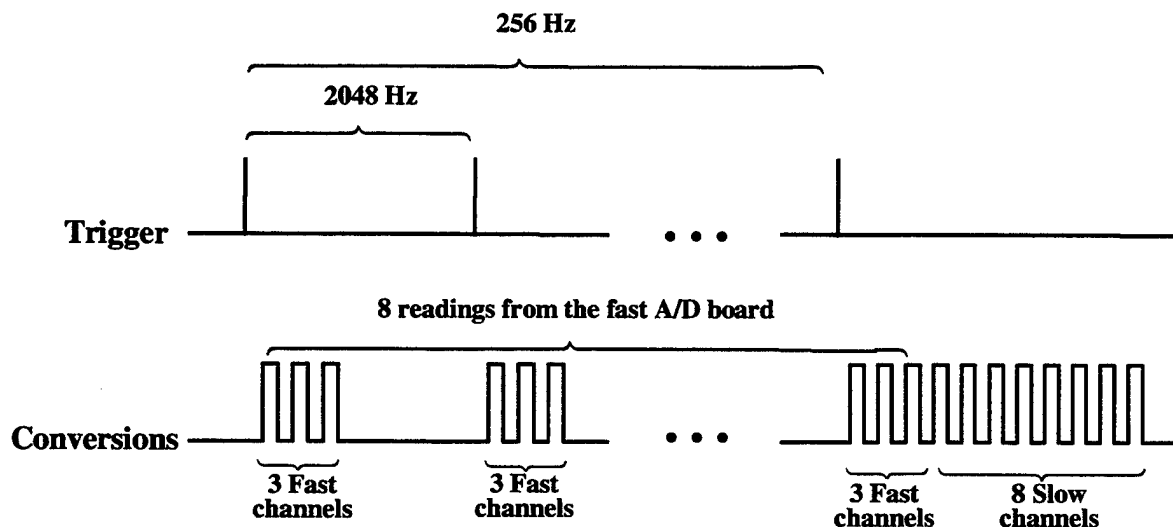 256 Hz
2048 Hz
Trigger
8 readings from the fast A/D board
Conversions
3 Fast
channels
3 Fast
channels
3 Fast
channels
8 Slow
channels